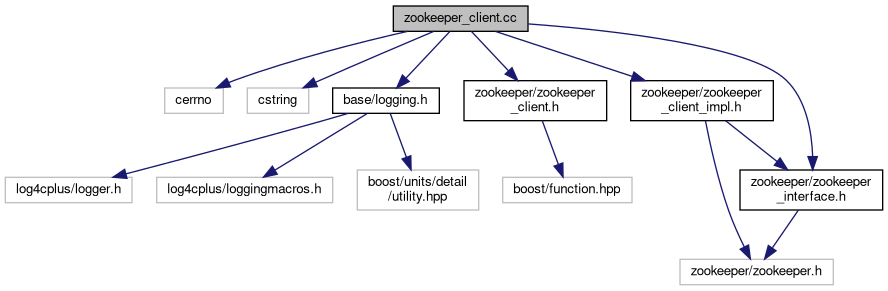 zookeeper_client.cc
cerrno
cstring
base/logging.h
zookeeper/zookeeper
_client.h
zookeeper/zookeeper
_client_impl.h
log4cplus/logger.h
log4cplus/loggingmacros.h
boost/units/detail
/utility.hpp
boost/function.hpp
zookeeper/zookeeper
_interface.h
zookeeper/zookeeper.h